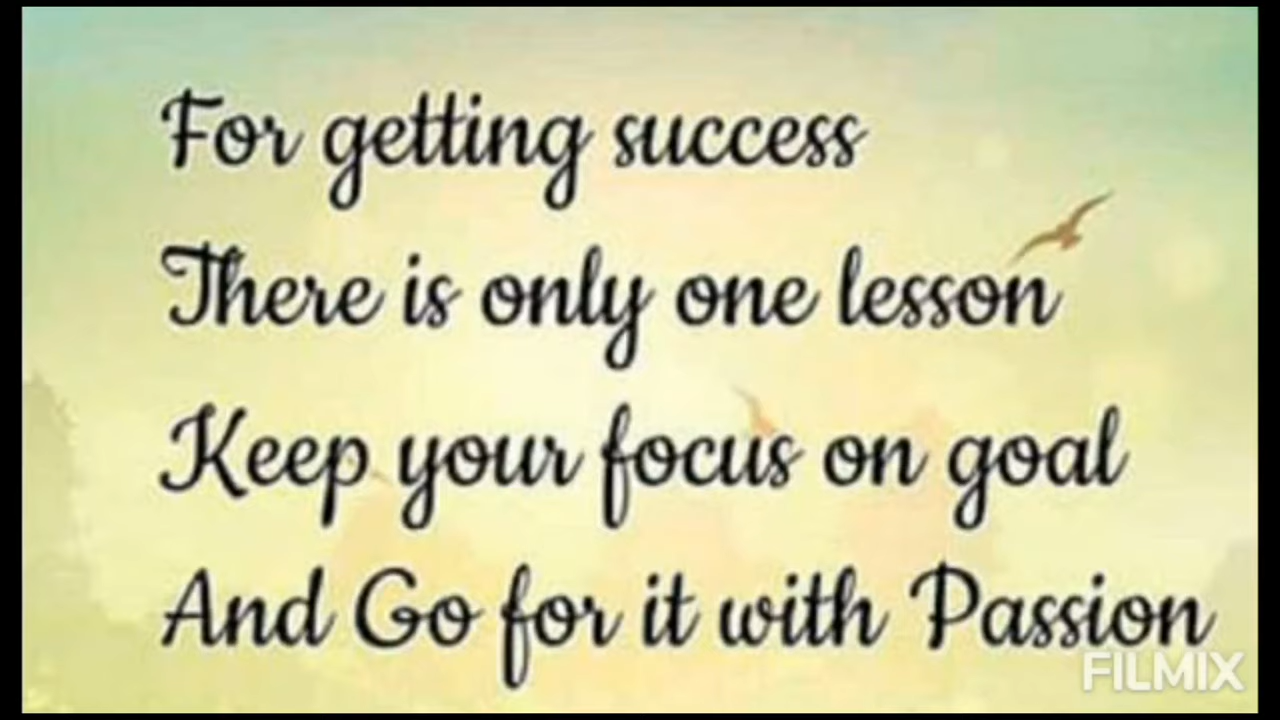 For getting success
There is only one lesson
Keep your focus on goal
And Go for it with Passion
FILMIX